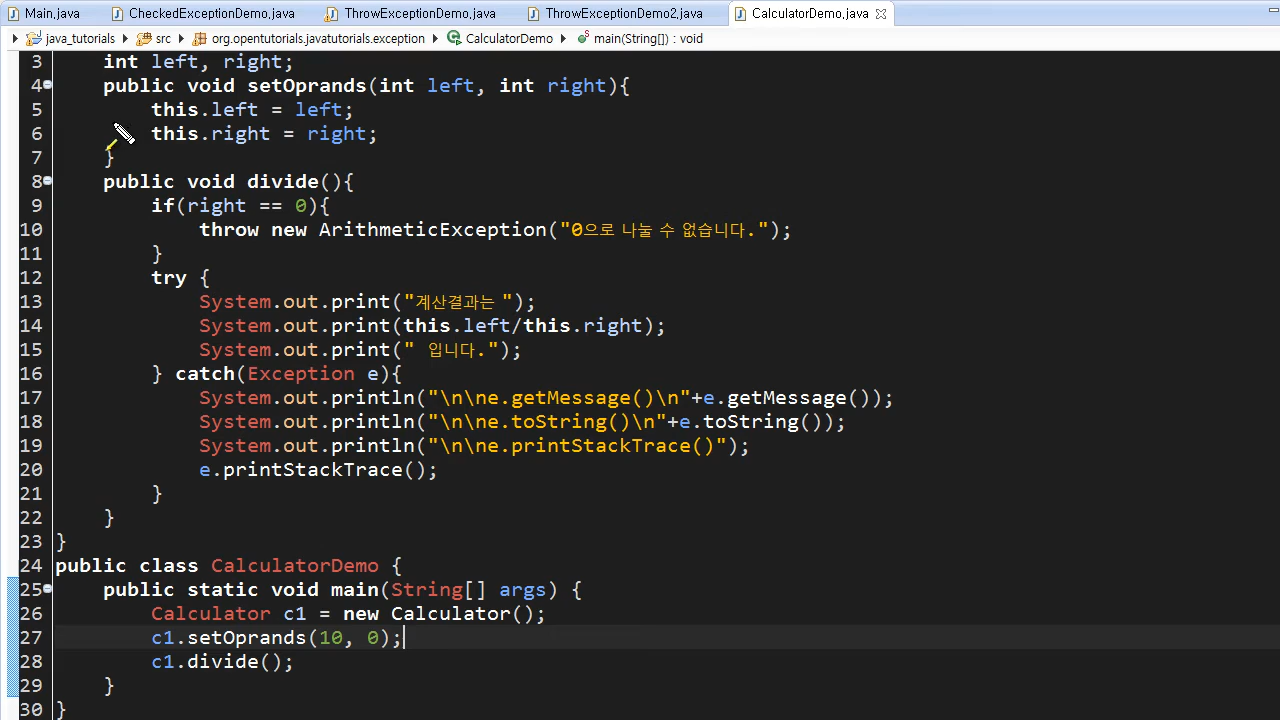 Main.java CheckedExceptionDemo.java ThrowExceptionDemo.java ThrowExceptionDemo2.java CalculatorDemo.java
java_tutorials src org.opentutorials.javatutorials.exception CalculatorDemo main(String[]) : void
3 int left, right;
4 public void setOprands(int left, int right){
5 this.left = left;
6 this.right = right;
7 }
8 public void divide(){
9 if(right == 0){
10 throw new ArithmeticException("0으로 나눌 수 없습니다.");
11 }
12 try {
13 System.out.print("계산결과는 ");
14 System.out.print(this.left/this.right);
15 System.out.print(" 입니다.");
16 } catch(Exception e){
17 System.out.println("\n\ne.getMessage()\n"+e.getMessage());
18 System.out.println("\n\ne.toString()\n"+e.toString());
19 System.out.println("\n\ne.printStackTrace()");
20 e.printStackTrace();
21 }
22 }
23 }
24 public class CalculatorDemo {
25 public static void main(String[] args) {
26 Calculator c1 = new Calculator();
27 c1.setOprands(10, 0);
28 c1.divide();
29 }
30 }